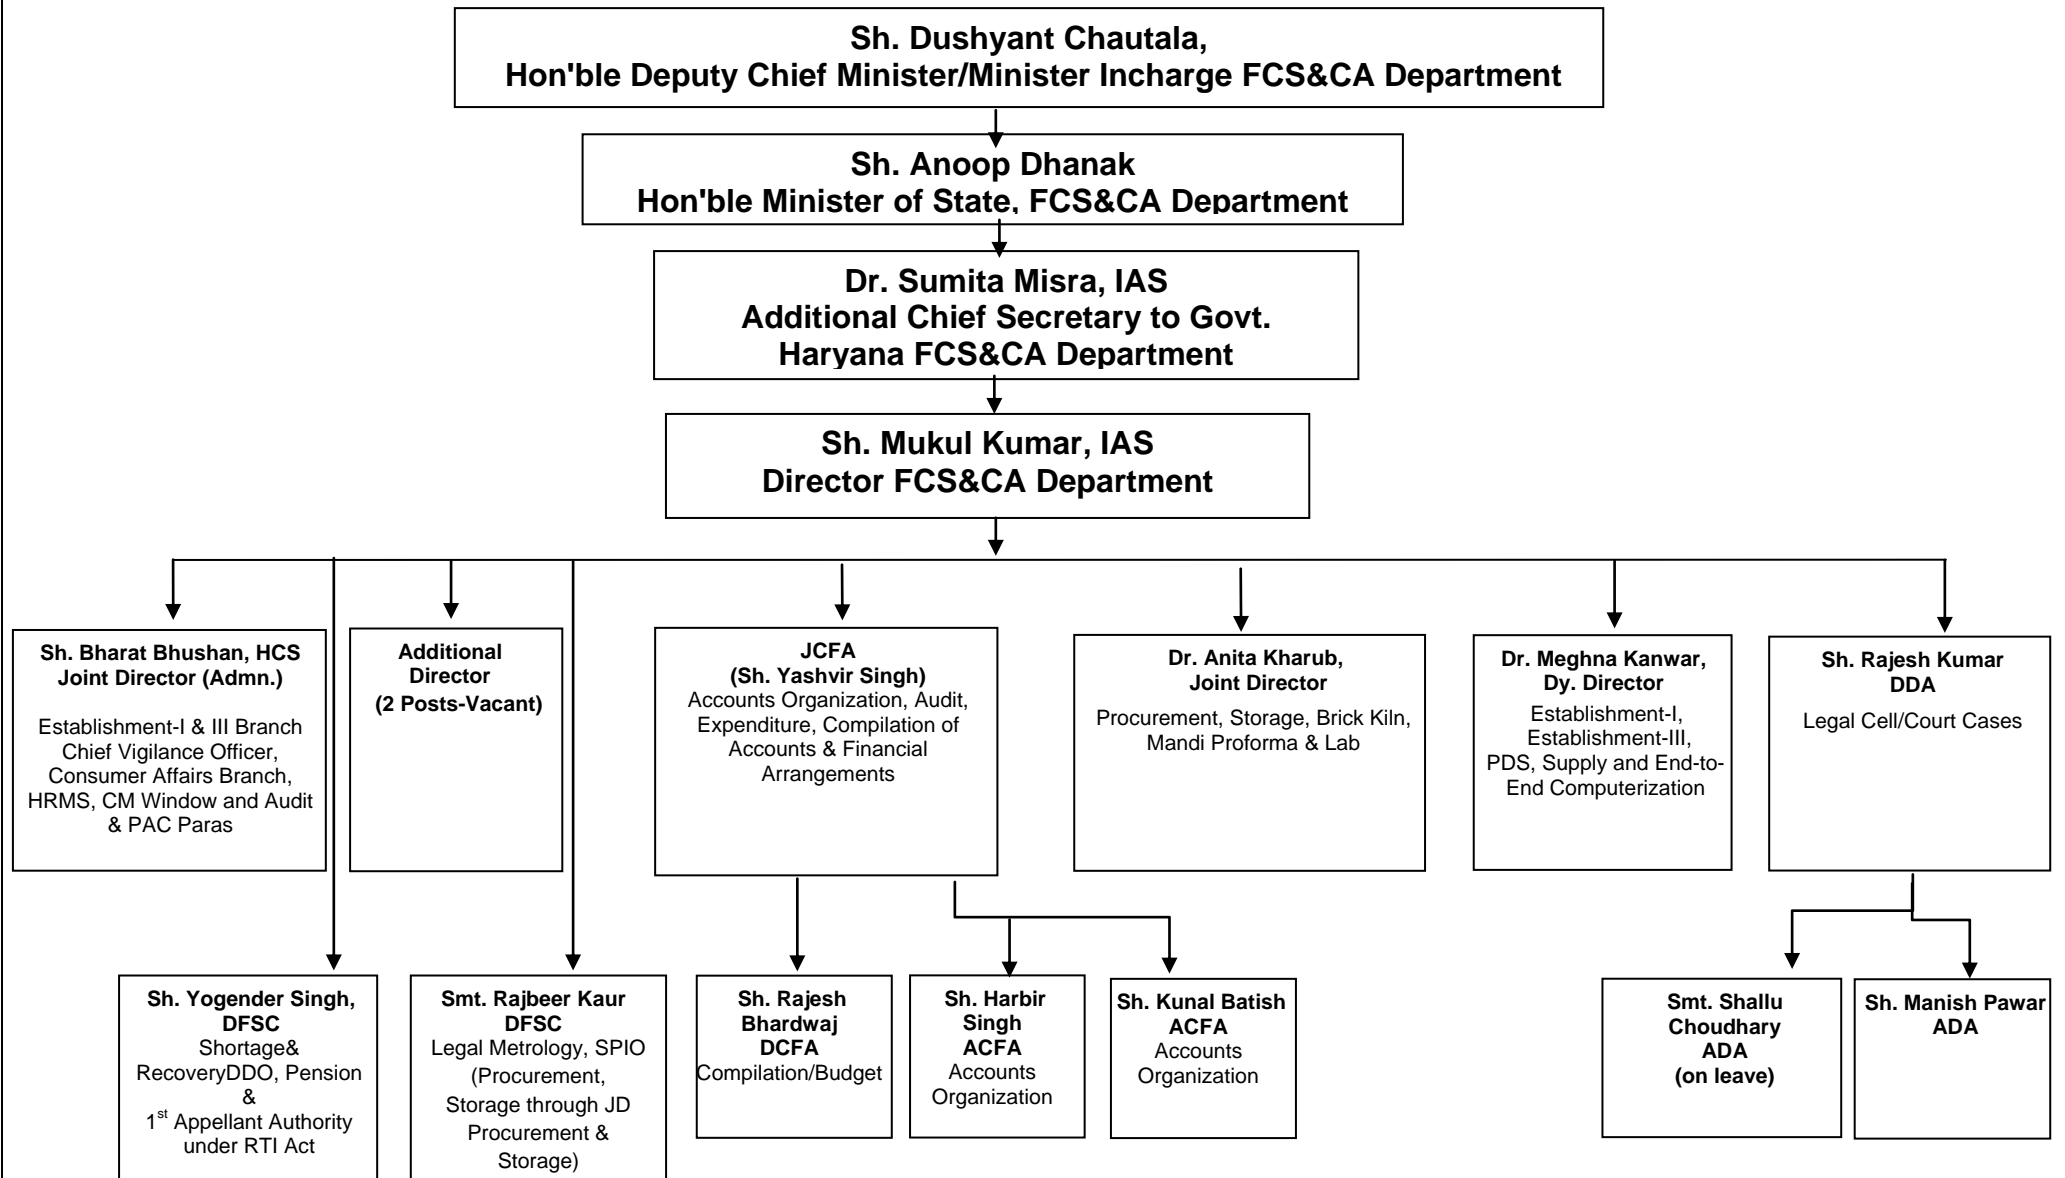 Sh. Dushyant Chautala,
Hon'ble Deputy Chief Minister/Minister Incharge FCS&CA Department
Sh. Anoop Dhanak
Hon'ble Minister of State, FCS&CA Department
Dr. Sumita Misra, IAS
Additional Chief Secretary to Govt.
Haryana FCS&CA Department
Sh. Mukul Kumar, IAS
Director FCS&CA Department
Sh. Bharat Bhushan, HCS
Joint Director (Admn.)
Establishment-I & III Branch
Chief Vigilance Officer,
Consumer Affairs Branch,
HRMS, CM Window and Audit
& PAC Paras
Additional
Director
(2 Posts-Vacant)
JCFA
(Sh. Yashvir Singh)
Accounts Organization, Audit,
Expenditure, Compilation of
Accounts & Financial
Arrangements
Dr. Anita Kharub,
Joint Director
Procurement, Storage, Brick Kiln,
Mandi Proforma & Lab
Dr. Meghna Kanwar,
Dy. Director
Establishment-I,
Establishment-III,
PDS, Supply and End-to-
End Computerization
Sh. Rajesh Kumar
DDA
Legal Cell/Court Cases
Sh. Yogender Singh,
DFSC
Shortage&
RecoveryDDO, Pension
&
1st Appellant Authority
under RTI Act
Smt. Rajbeer Kaur
DFSC
Legal Metrology, SPIO
(Procurement,
Storage through JD
Procurement &
Storage)
Sh. Rajesh
Bhardwaj
DCFA
Compilation/Budget
Sh. Harbir
Singh
ACFA
Accounts
Organization
Sh. Kunal Batish
ACFA
Accounts
Organization
Smt. Shallu
Choudhary
ADA
(on leave)
Sh. Manish Pawar
ADA